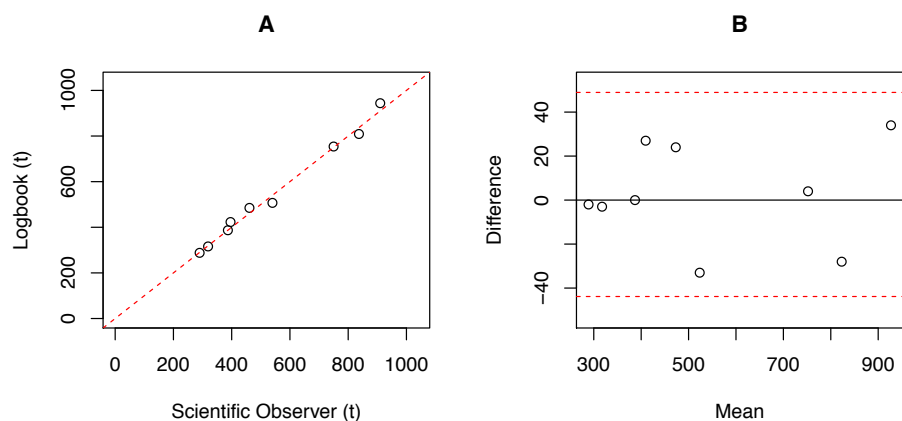 A
Logbook (t)
1000
600
200
0
0 200 400 600 800 1000
Scientific Observer (t)
B
Difference
40
20
0
−40
300 500 700 900
Mean